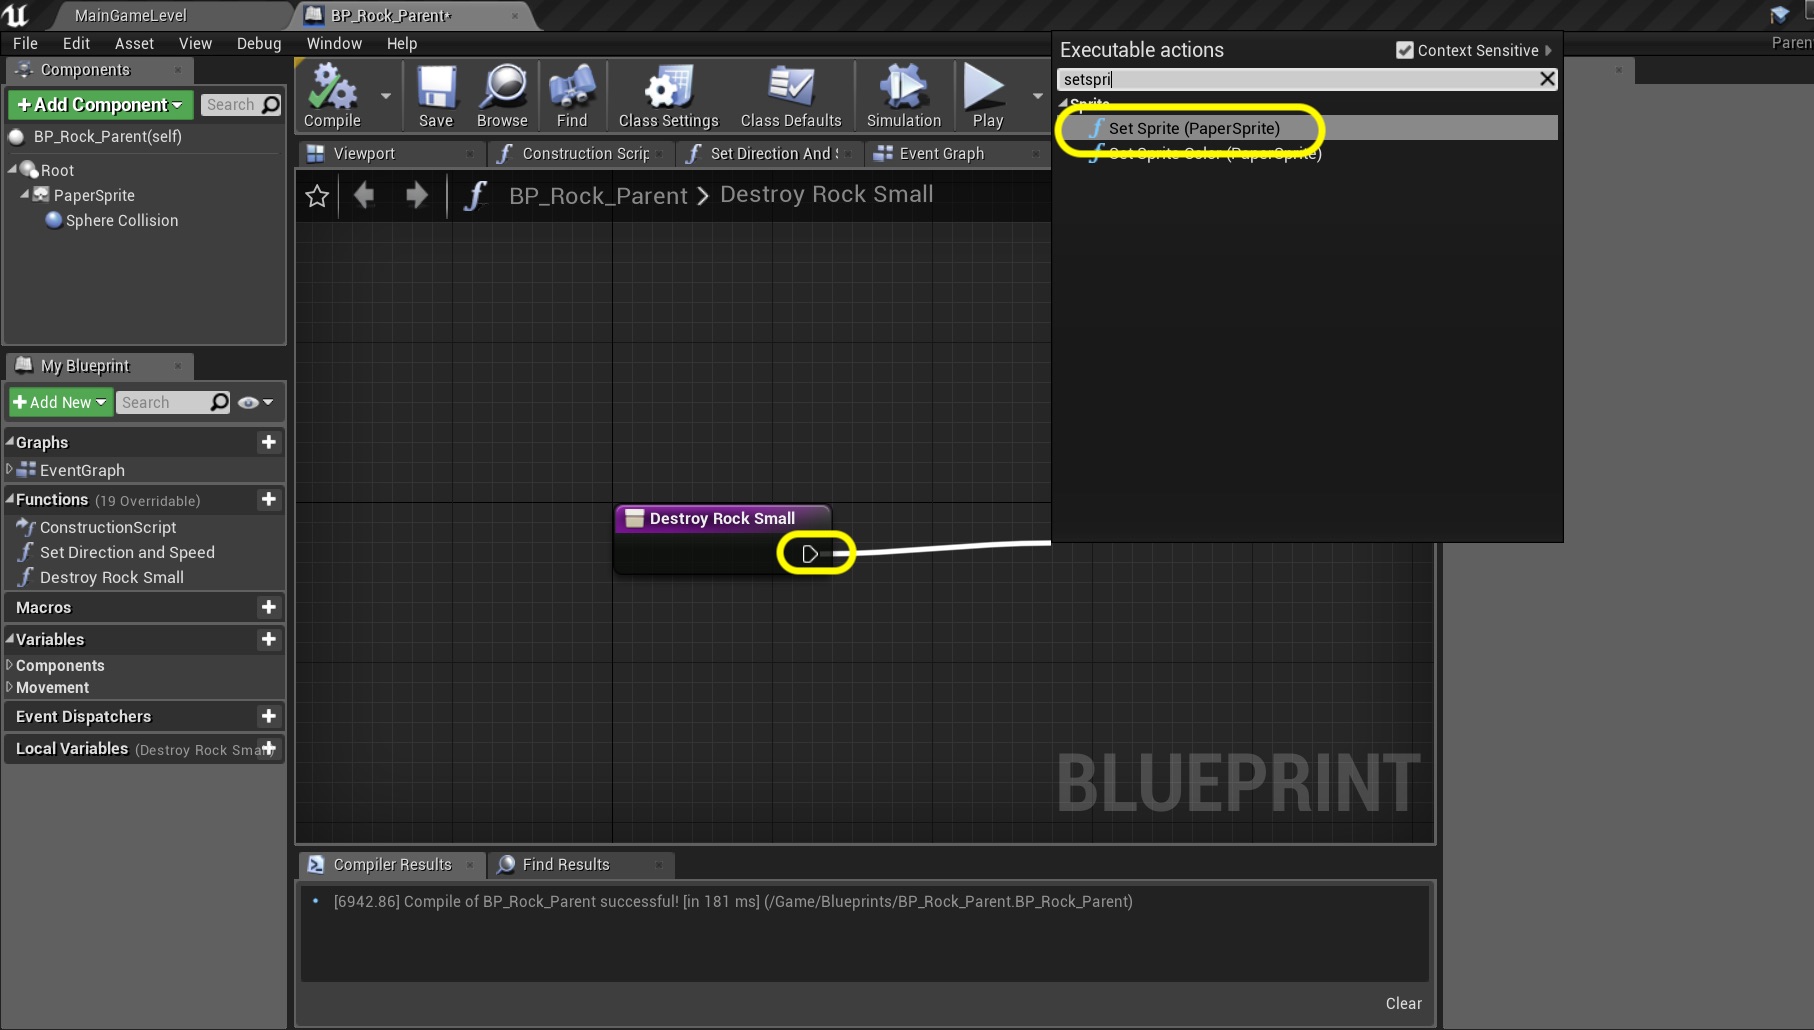 MainGameLevel
BP_Rock_Parent*
File Edit Asset View Debug Window Help
Parent
Components
+Add Component
Search
BP_Rock_Parent(self)
Root
PaperSprite
Sphere Collision
My Blueprint
+Add New
Search
Graphs
EventGraph
Functions (19 Overridable)
ConstructionScript
Set Direction and Speed
Destroy Rock Small
Macros
Variables
Components
Movement
Event Dispatchers
Local Variables (Destroy Rock Small)
Compile
Save
Browse
Find
Class Settings
Class Defaults
Simulation
Play
Viewport
Construction Scrip
Set Direction And S
Event Graph
BP_Rock_Parent > Destroy Rock Small
Executable actions
Context Sensitive
setspri
Sprite
Set Sprite (PaperSprite)
Set Sprite Color (PaperSprite)
Destroy Rock Small
BLUEPRINT
Compiler Results
Find Results
[6942.86] Compile of BP_Rock_Parent successful! [in 181 ms] (/Game/Blueprints/BP_Rock_Parent.BP_Rock_Parent)
Clear